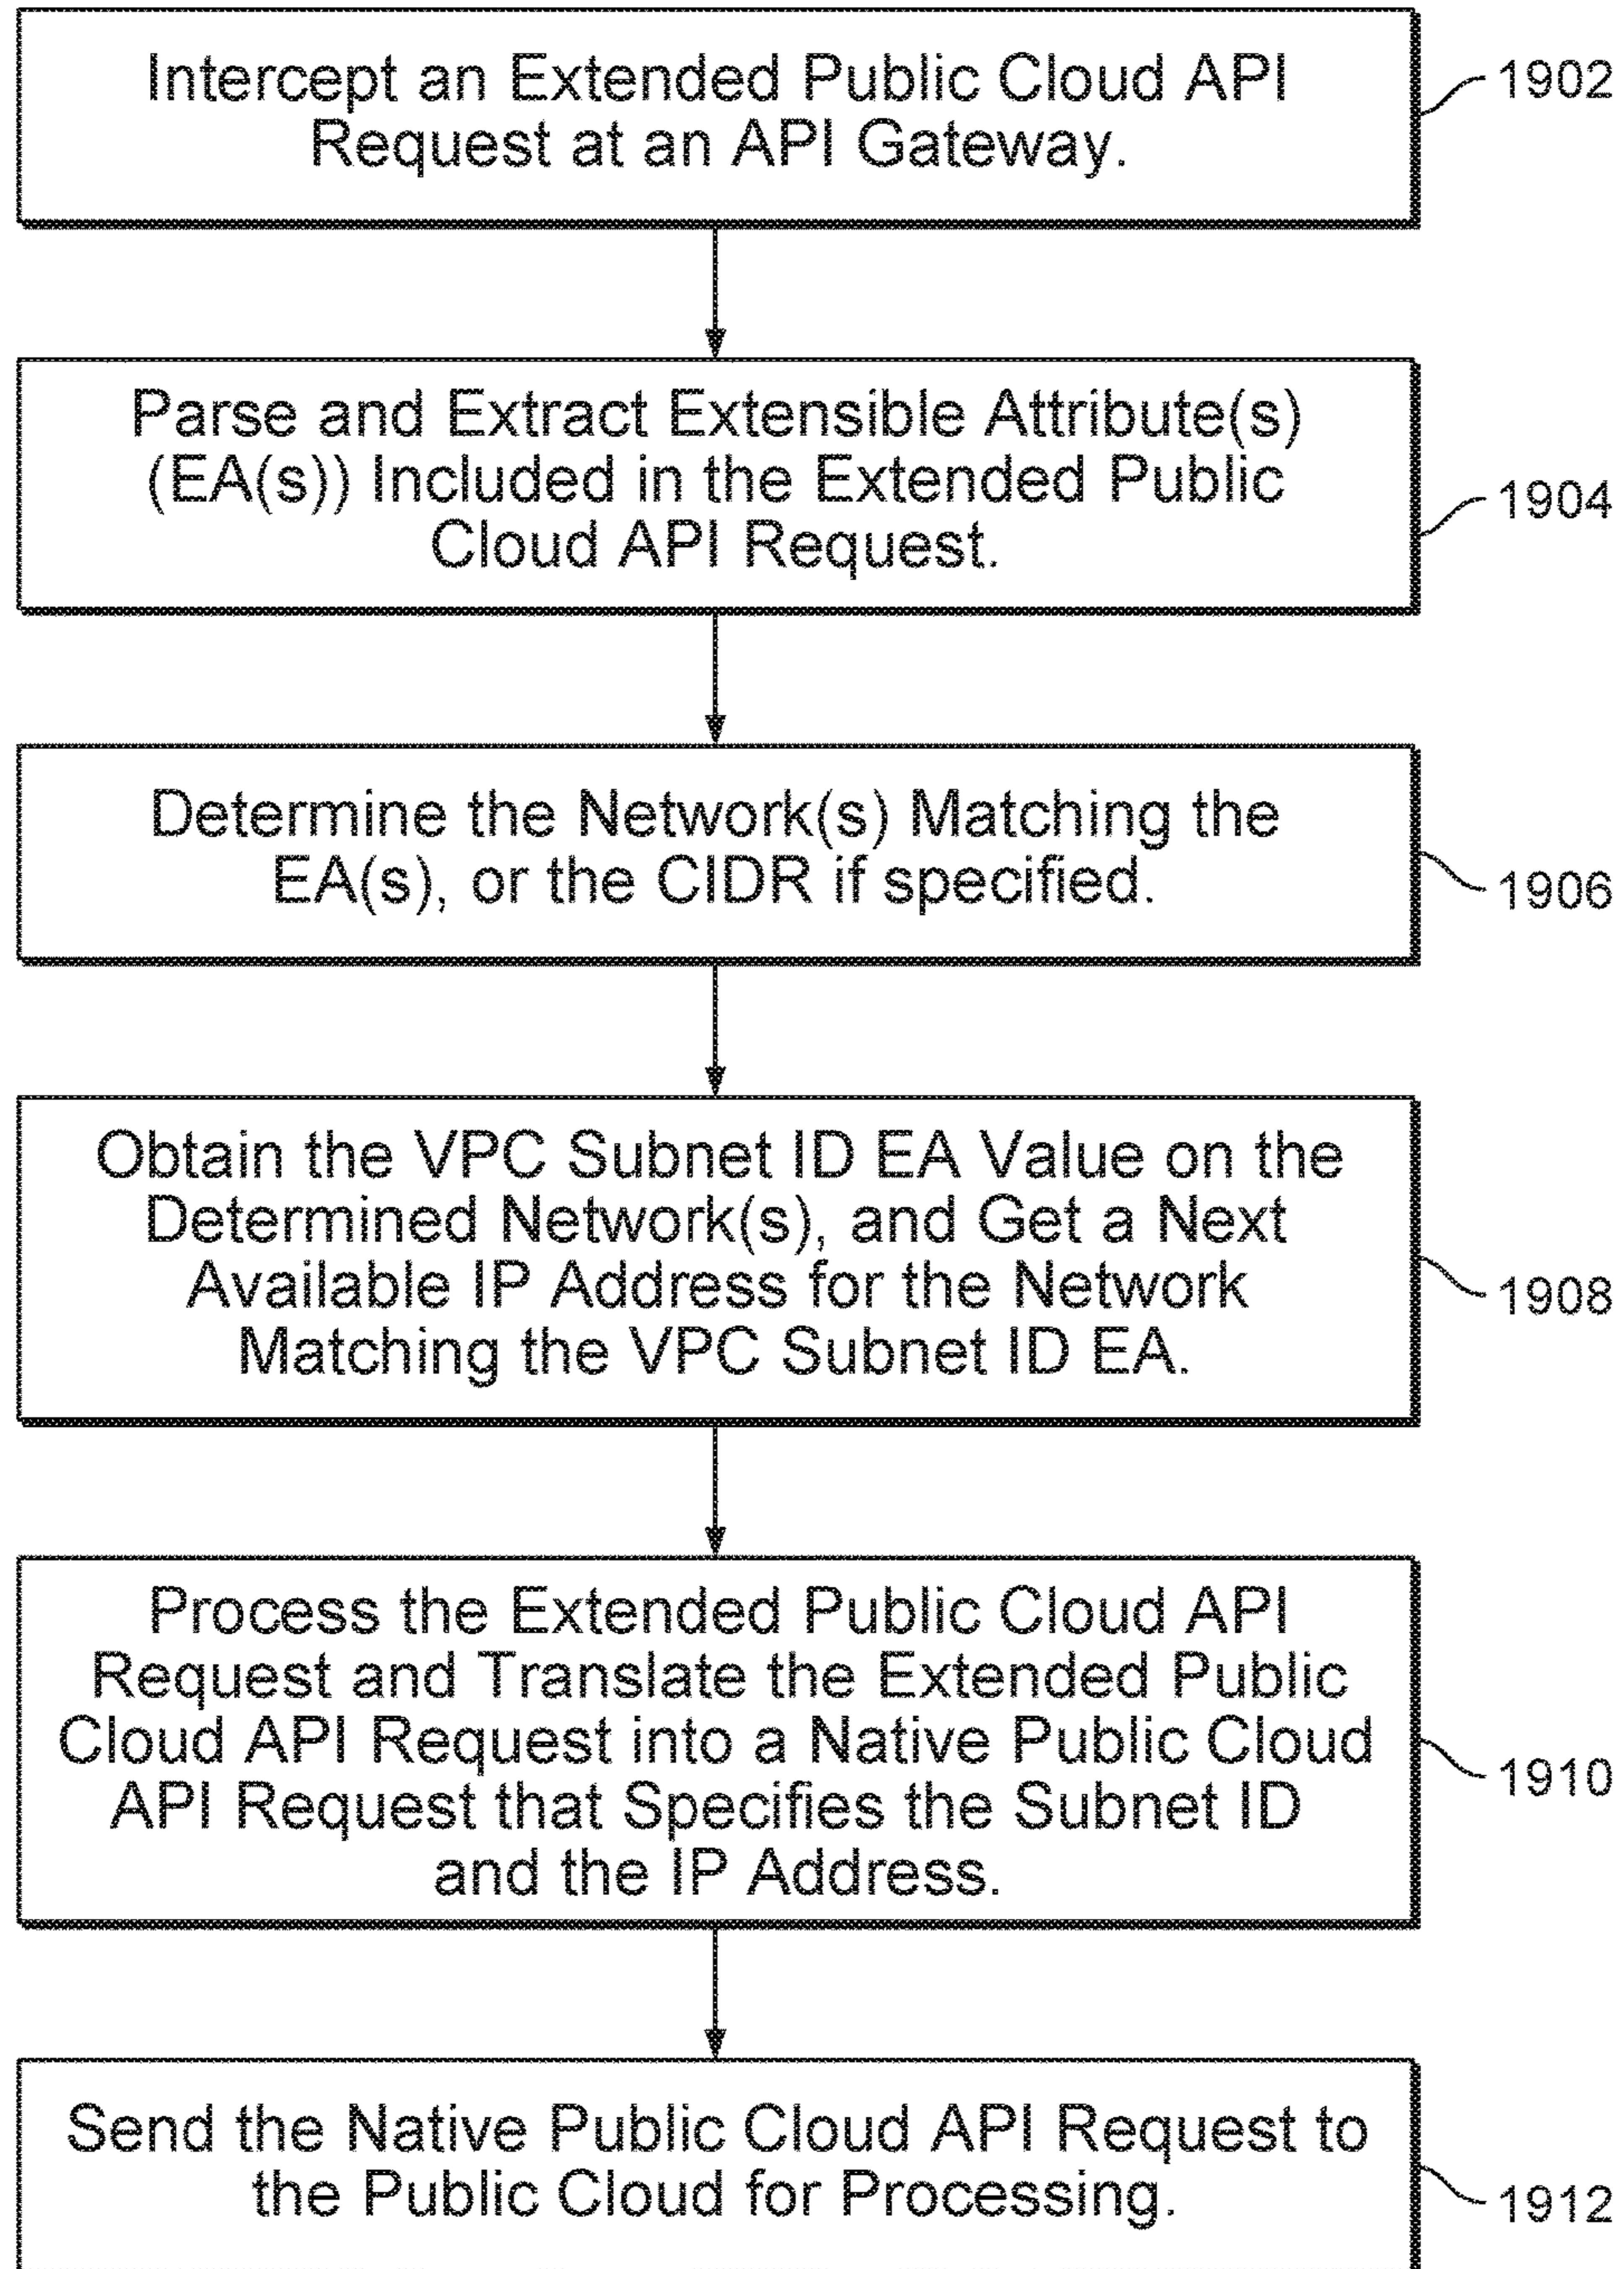 Intercept an Extended Public Cloud API
Request at an API Gateway.
1902
Parse and Extract Extensible Attribute(s)
(EA(s)) Included in the Extended Public
Cloud API Request.
1904
Determine the Network(s) Matching the
EA(s), or the CIDR if specified.
1906
Obtain the VPC Subnet ID EA Value on the
Determined Network(s), and Get a Next
Available IP Address for the Network
Matching the VPC Subnet ID EA.
1908
Process the Extended Public Cloud API
Request and Translate the Extended Public
Cloud API Request into a Native Public Cloud
API Request that Specifies the Subnet ID
and the IP Address.
1910
Send the Native Public Cloud API Request to
the Public Cloud for Processing.
1912